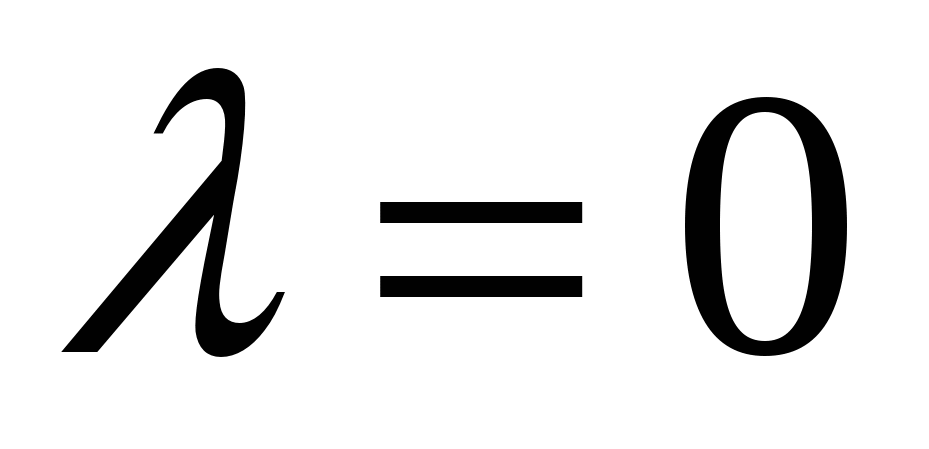 λ = 0